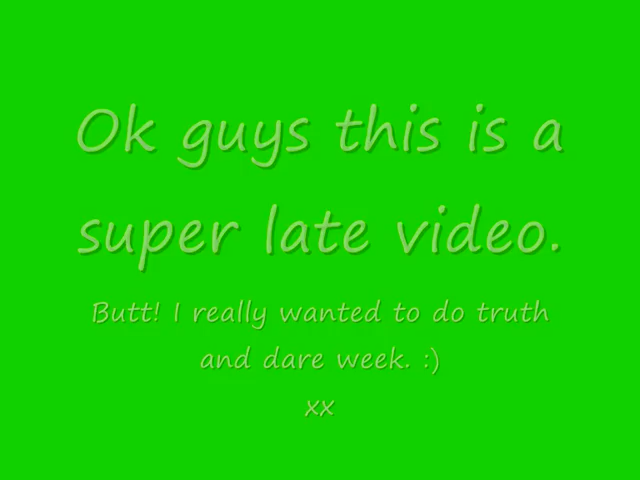 Ok guys this is a
super late video.
Butt! I really wanted to do truth
and dare week. :)
xx